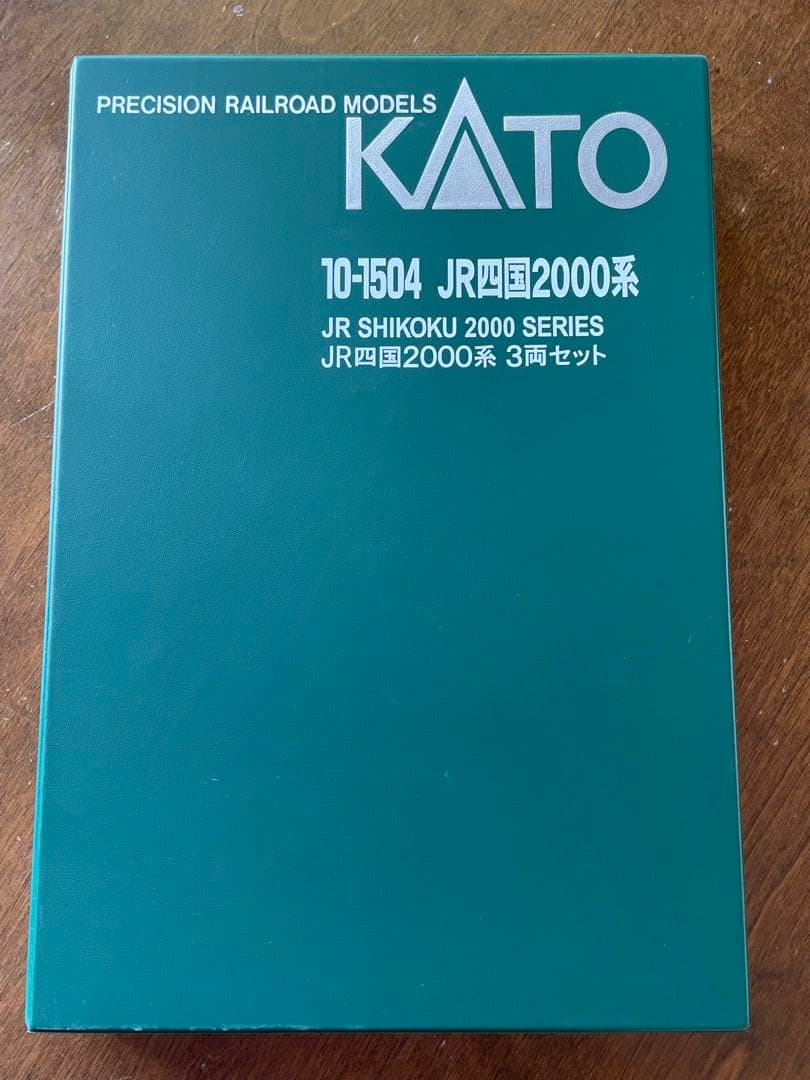 PRECISION RAILROAD MODELS
KATO
10-1504 JR四国2000系
JR SHIKOKU 2000 SERIES
JR四国2000系 3両セット